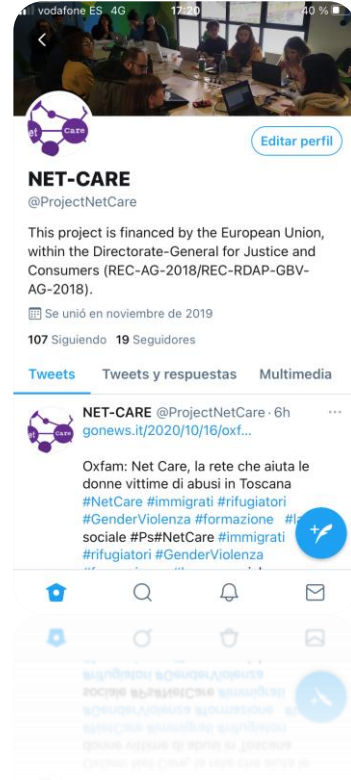 vodafone ES 4G 17:20 40 %
et Care
Editar perfil
NET-CARE
@ProjectNetCare
This project is financed by the European Union,
within the Directorate-General for Justice and
Consumers (REC-AG-2018/REC-RDAP-GBV-
AG-2018).
Se unió en noviembre de 2019
107 Siguiendo 19 Seguidores
Tweets Tweets y respuestas Multimedia
NET-CARE @ProjectNetCare · 6h
et Care
gonews.it/2020/10/16/oxf...
Oxfam: Net Care, la rete che aiuta le
donne vittime di abusi in Toscana
#NetCare #immigrati #rifugiatori
#GenderViolenza #formazione
sociale #Ps#NetCare #immigrati
#rifugiatori #GenderViolenza